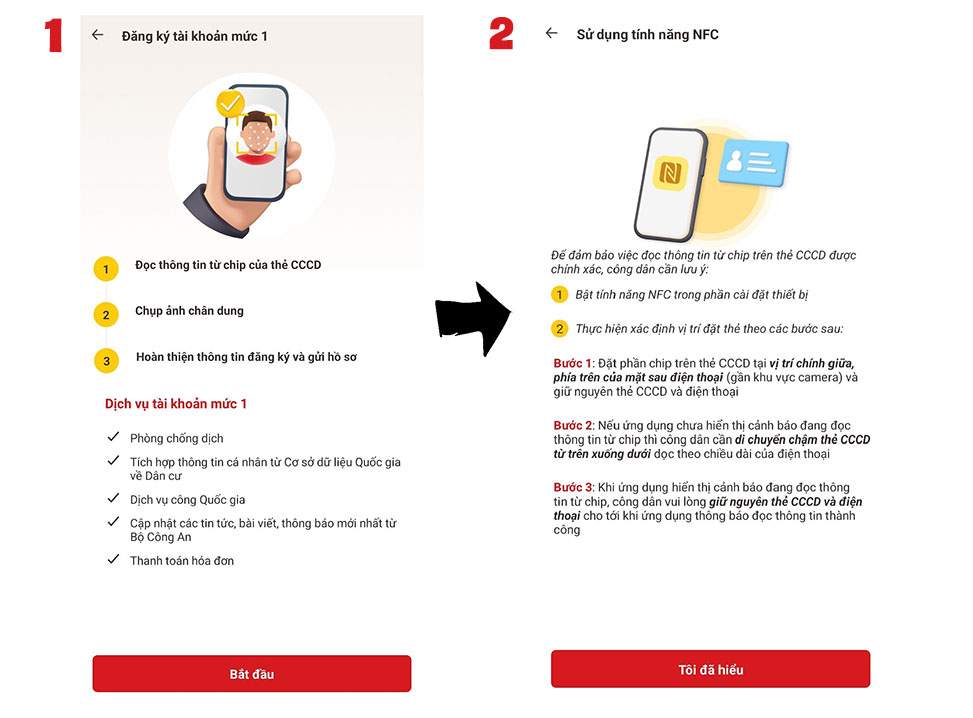 1
Đăng ký tài khoản mức 1
1 Đọc thông tin từ chip của thẻ CCCD
2 Chụp ảnh chân dung
3 Hoàn thiện thông tin đăng ký và gửi hồ sơ
Dịch vụ tài khoản mức 1
Phòng chống dịch
Tích hợp thông tin cá nhân từ Cơ sở dữ liệu Quốc gia
về Dân cư
Dịch vụ công Quốc gia
Cập nhật các tin tức, bài viết, thông báo mới nhất từ
Bộ Công An
Thanh toán hóa đơn
Bắt đầu
2
Sử dụng tính năng NFC
Để đảm bảo việc đọc thông tin từ chip trên thẻ CCCD được
chính xác, công dân cần lưu ý:
1 Bật tính năng NFC trong phần cài đặt thiết bị
2 Thực hiện xác định vị trí đặt thẻ theo các bước sau:
Bước 1: Đặt phần chip trên thẻ CCCD tại vị trí chính giữa,
phía trên của mặt sau điện thoại (gần khu vực camera) và
giữ nguyên thẻ CCCD và điện thoại
Bước 2: Nếu ứng dụng chưa hiển thị cảnh báo đang đọc
thông tin từ chip thì công dân cần di chuyển chậm thẻ CCCD
từ trên xuống dưới dọc theo chiều dài của điện thoại
Bước 3: Khi ứng dụng hiển thị cảnh báo đang đọc thông
tin từ chip, công dân vui lòng giữ nguyên thẻ CCCD và điện
thoại cho tới khi ứng dụng thông báo đọc thông tin thành
công
Tôi đã hiểu